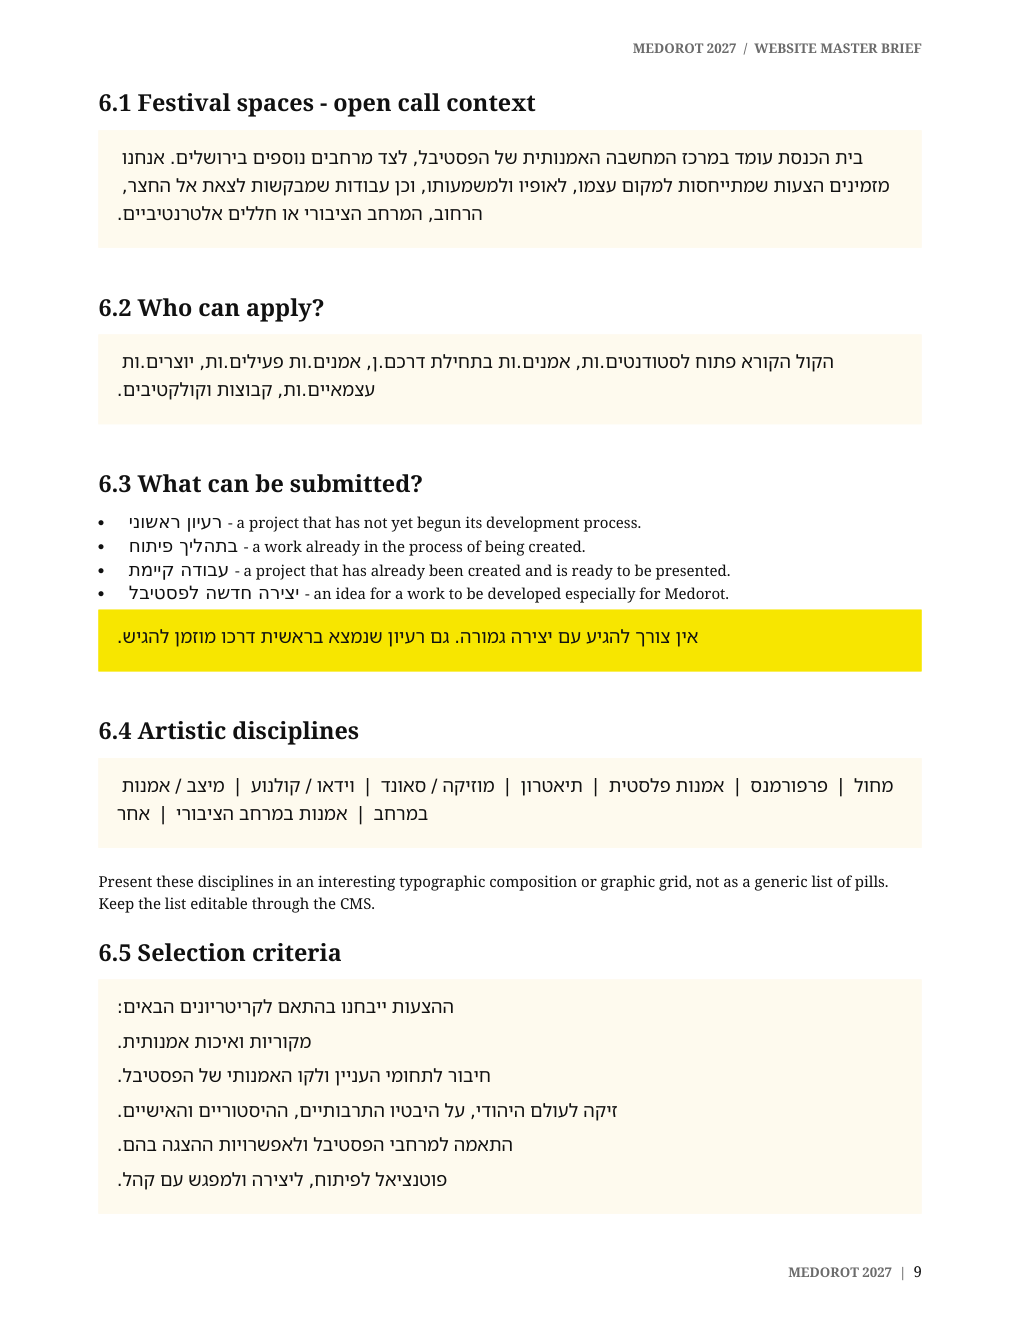 MEDOROT 2027 / WEBSITE MASTER BRIEF
6.1 Festival spaces - open call context
בית הכנסת עומד במרכז המחשבה האמנותית של הפסטיבל, לצד מרחבים נוספים בירושלים. אנחנו
מזמינים הצעות שמתייחסות למקום עצמו, לאופיו ולמשמעותו, וכן עבודות שמבקשות לצאת אל החצר,
הרחוב, המרחב הציבורי או חללים אלטרנטיביים.
6.2 Who can apply?
הקול הקורא פתוח לסטודנטים.ות, אמנים.ות בתחילת דרכם.ן, אמנים.ות פעילים.ות, יוצרים.ות
עצמאיים.ות, קבוצות וקולקטיבים.
6.3 What can be submitted?
• רעיון ראשוני - a project that has not yet begun its development process.
• בתהליך פיתוח - a work already in the process of being created.
• עבודה קיימת - a project that has already been created and is ready to be presented.
• יצירה חדשה לפסטיבל - an idea for a work to be developed especially for Medorot.
אין צורך להגיע עם יצירה גמורה. גם רעיון שנמצא בראשית דרכו מוזמן להגיש.
6.4 Artistic disciplines
מחול | פרפורמנס | אמנות פלסטית | תיאטרון | מוזיקה / סאונד | וידאו / קולנוע | מיצב / אמנות
במרחב | אמנות במרחב הציבורי | אחר
Present these disciplines in an interesting typographic composition or graphic grid, not as a generic list of pills.
Keep the list editable through the CMS.
6.5 Selection criteria
ההצעות ייבחנו בהתאם לקריטריונים הבאים:
מקוריות ואיכות אמנותית.
חיבור לתחומי העניין ולקו האמנותי של הפסטיבל.
זיקה לעולם היהודי, על היבטיו התרבותיים, ההיסטוריים והאישיים.
התאמה למרחבי הפסטיבל ולאפשרויות ההצגה בהם.
פוטנציאל לפיתוח, ליצירה ולמפגש עם קהל.
MEDOROT 2027 | 9